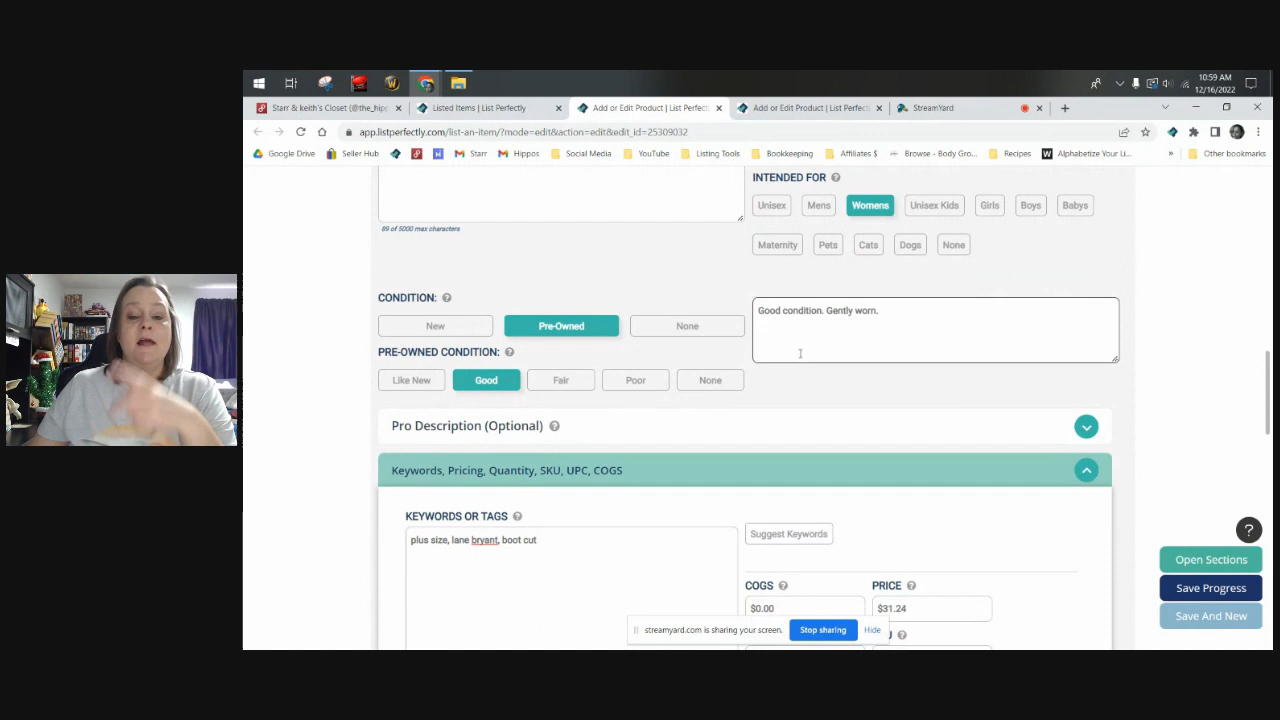 10:59 AM
12/16/2022
Starr & keith's Closet (@the_hipp
Listed Items | List Perfectly
Add or Edit Product | List Perfect
Add or Edit Product | List Perfect
StreamYard
app.listperfectly.com/list-an-item/?mode=edit&action=edit&edit_id=25309032
Google Drive
Seller Hub
Starr
Hippos
Social Media
YouTube
Listing Tools
Bookkeeping
Affiliates $
Browse - Body Gro...
Recipes
Alphabetize Your Li...
»
Other bookmarks
INTENDED FOR
Unisex
Mens
Womens
Unisex Kids
Girls
Boys
Babys
89 of 5000 max characters
Maternity
Pets
Cats
Dogs
None
CONDITION:
New
Pre-Owned
None
Good condition. Gently worn.
PRE-OWNED CONDITION:
Like New
Good
Fair
Poor
None
Pro Description (Optional)
Keywords, Pricing, Quantity, SKU, UPC, COGS
KEYWORDS OR TAGS
plus size, lane bryant, boot cut
Suggest Keywords
COGS
PRICE
$0.00
$31.24
streamyard.com is sharing your screen.
Stop sharing
Hide
Open Sections
Save Progress
Save And New